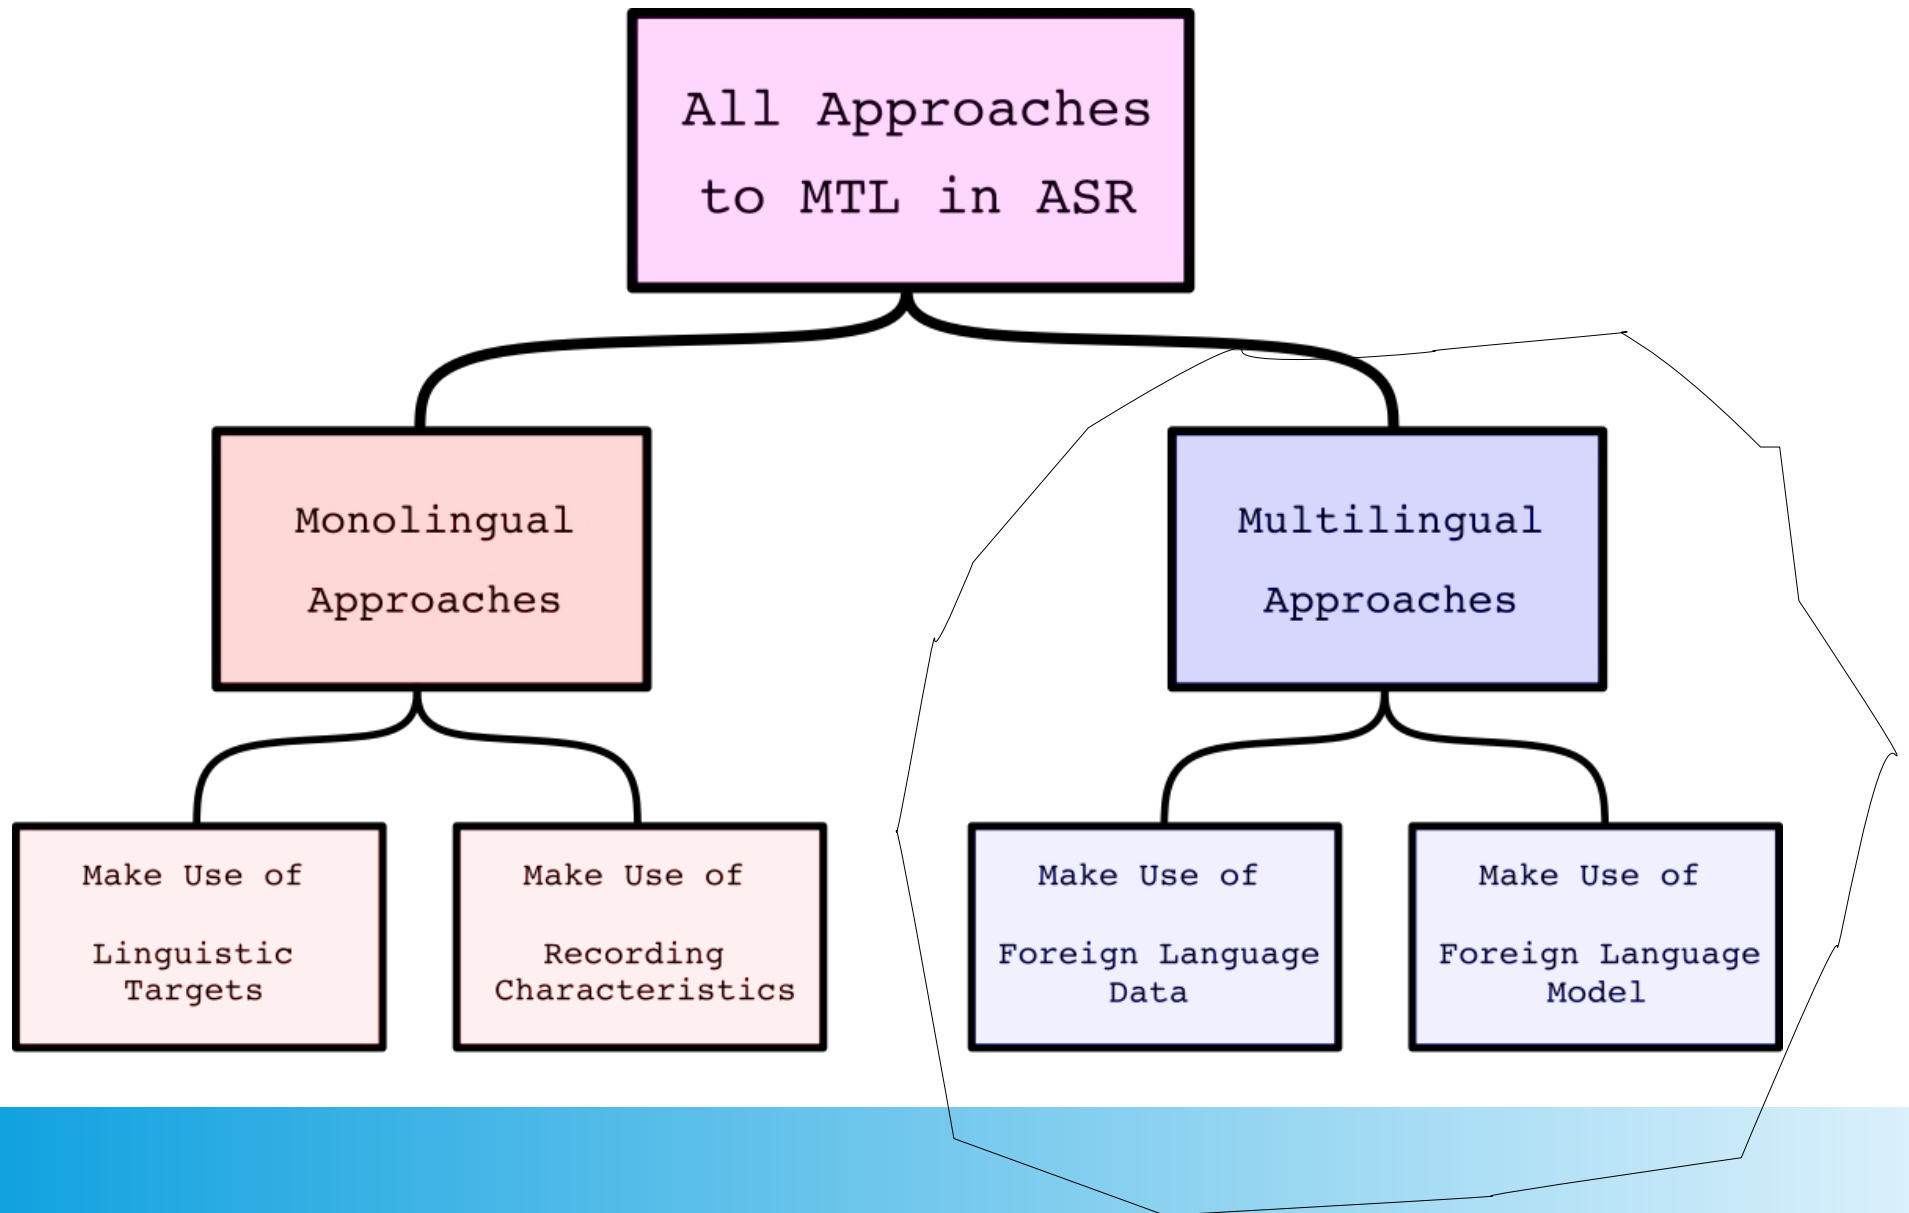 All Approaches
to MTL in ASR
Monolingual
Approaches
Multilingual
Approaches
Make Use of
Linguistic
Targets
Make Use of
Recording
Characteristics
Make Use of
Foreign Language
Data
Make Use of
Foreign Language
Model